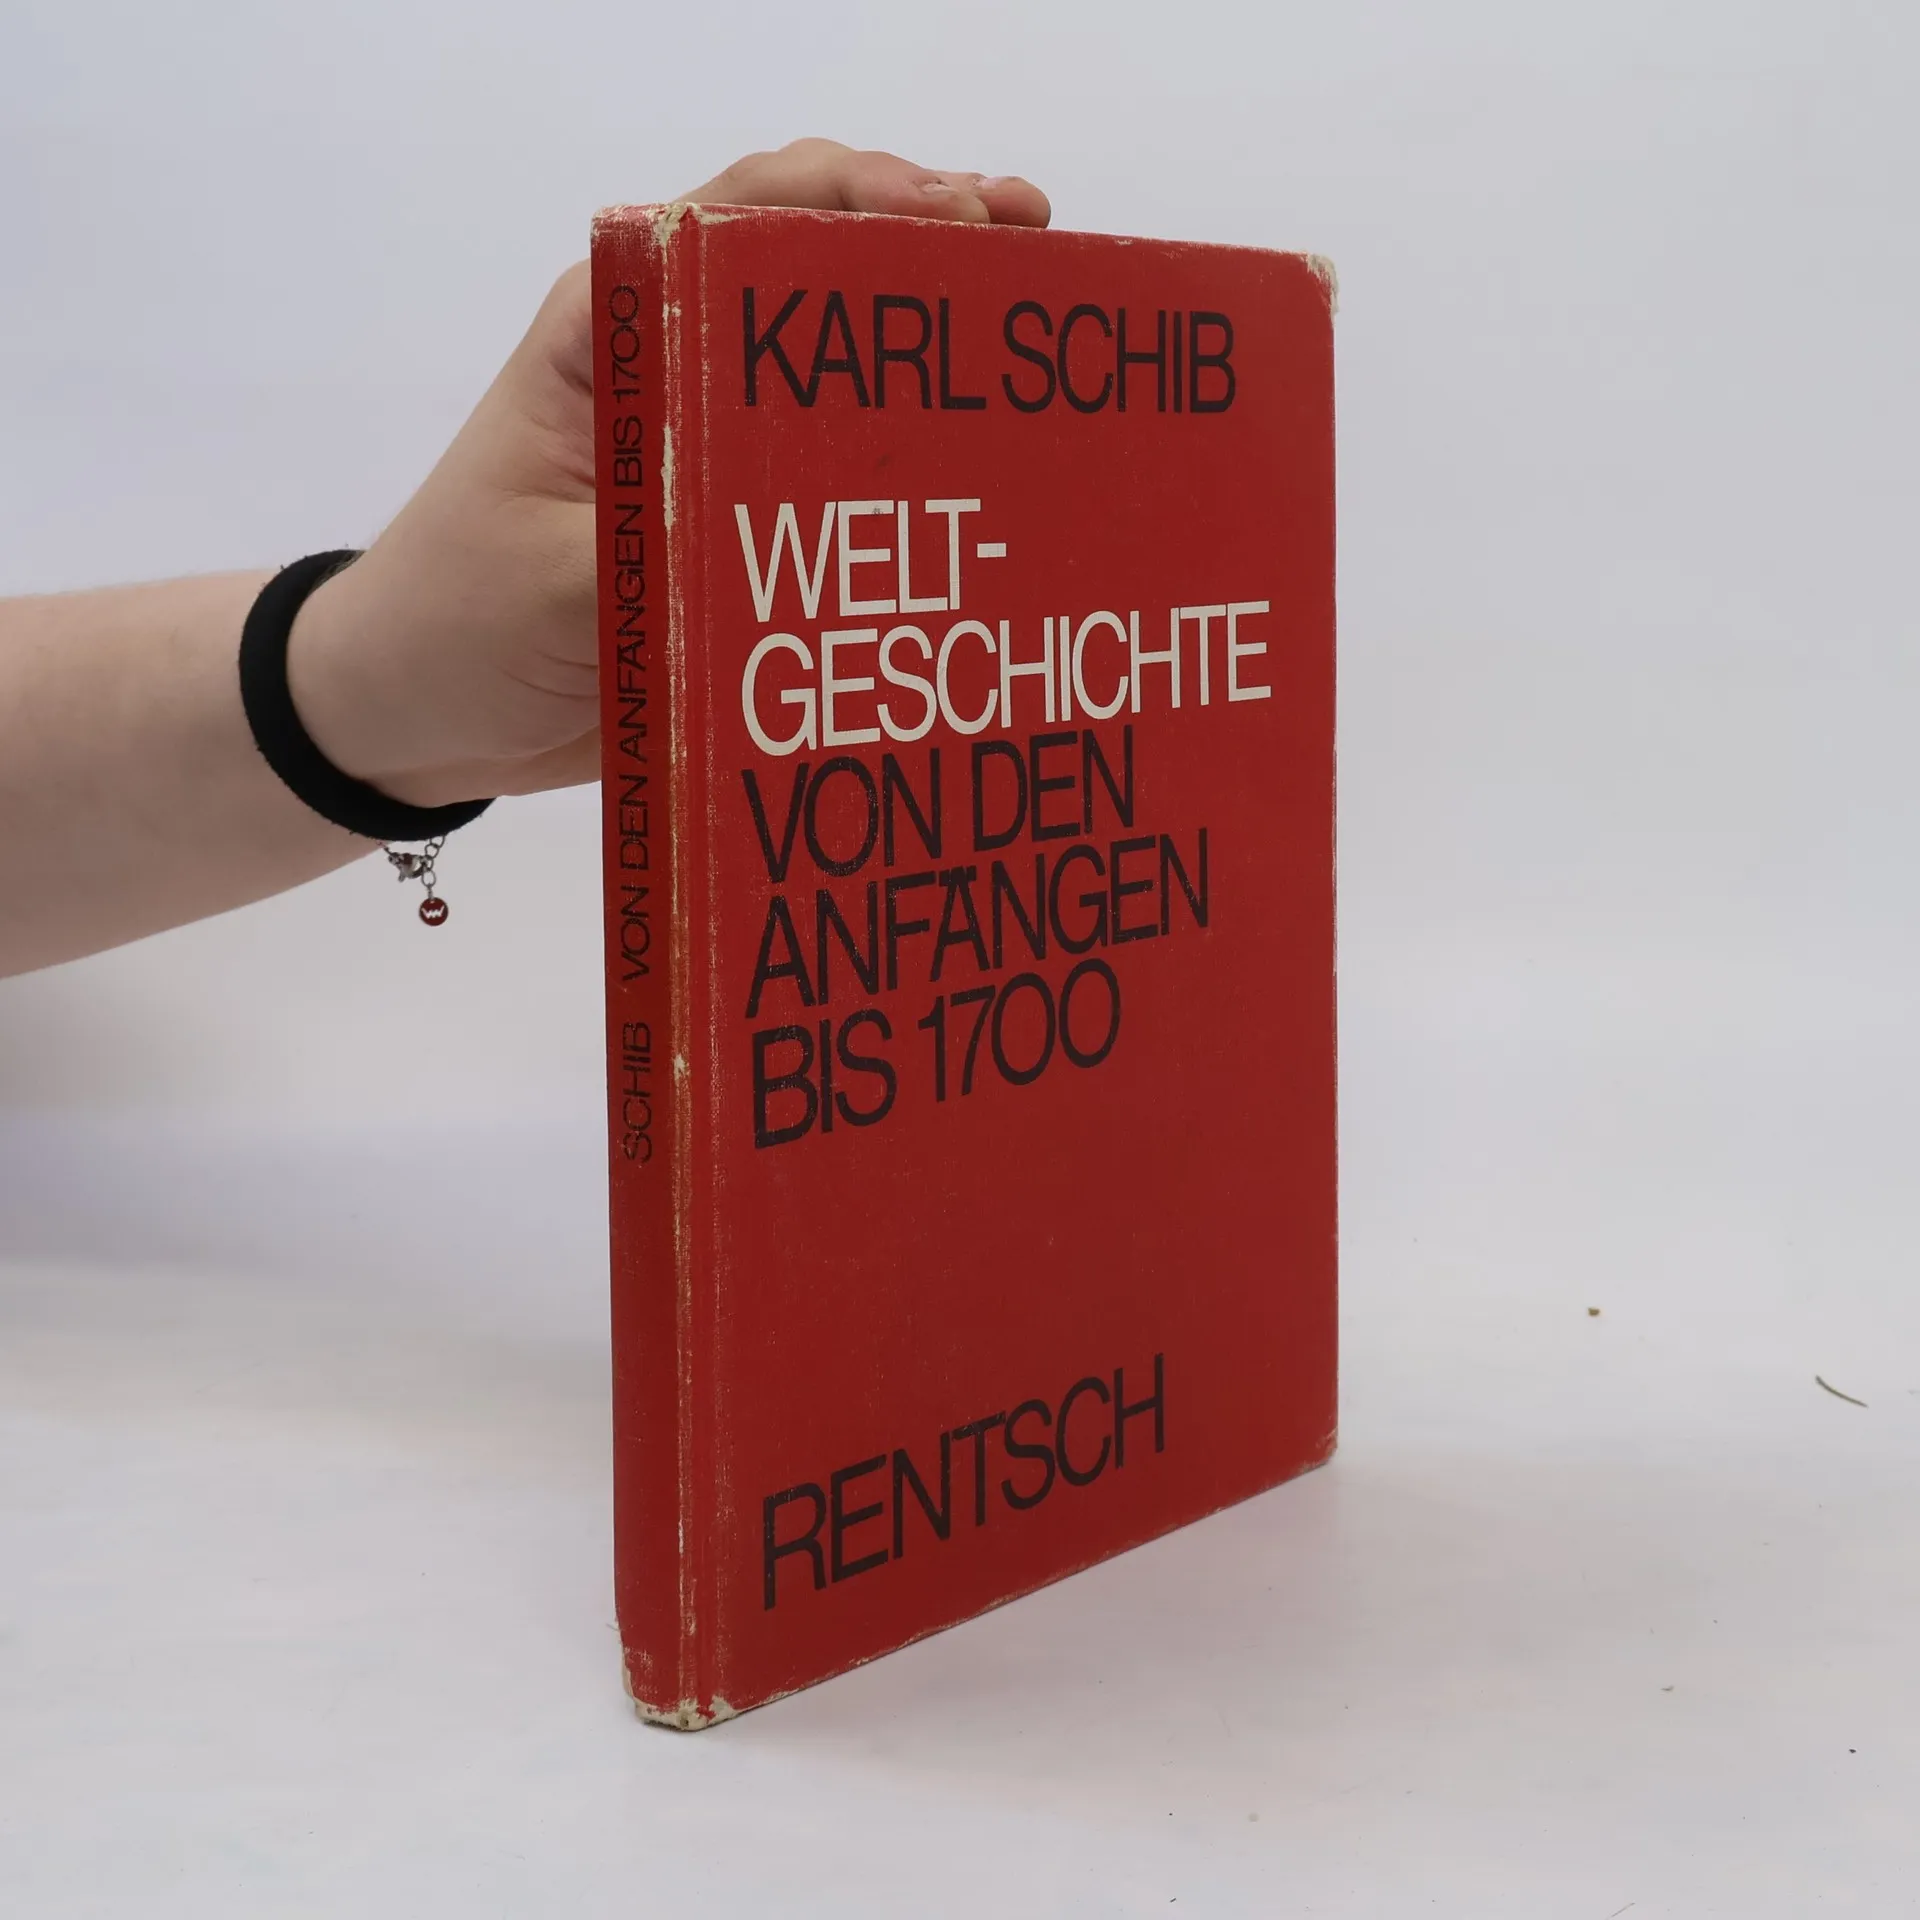 KARL SCHIB
WELT-
GESCHICHTE
VON DEN
ANFÄNGEN
BIS 1700
RENTSCH
SCHIB VON DEN ANFÄNGEN BIS 1700